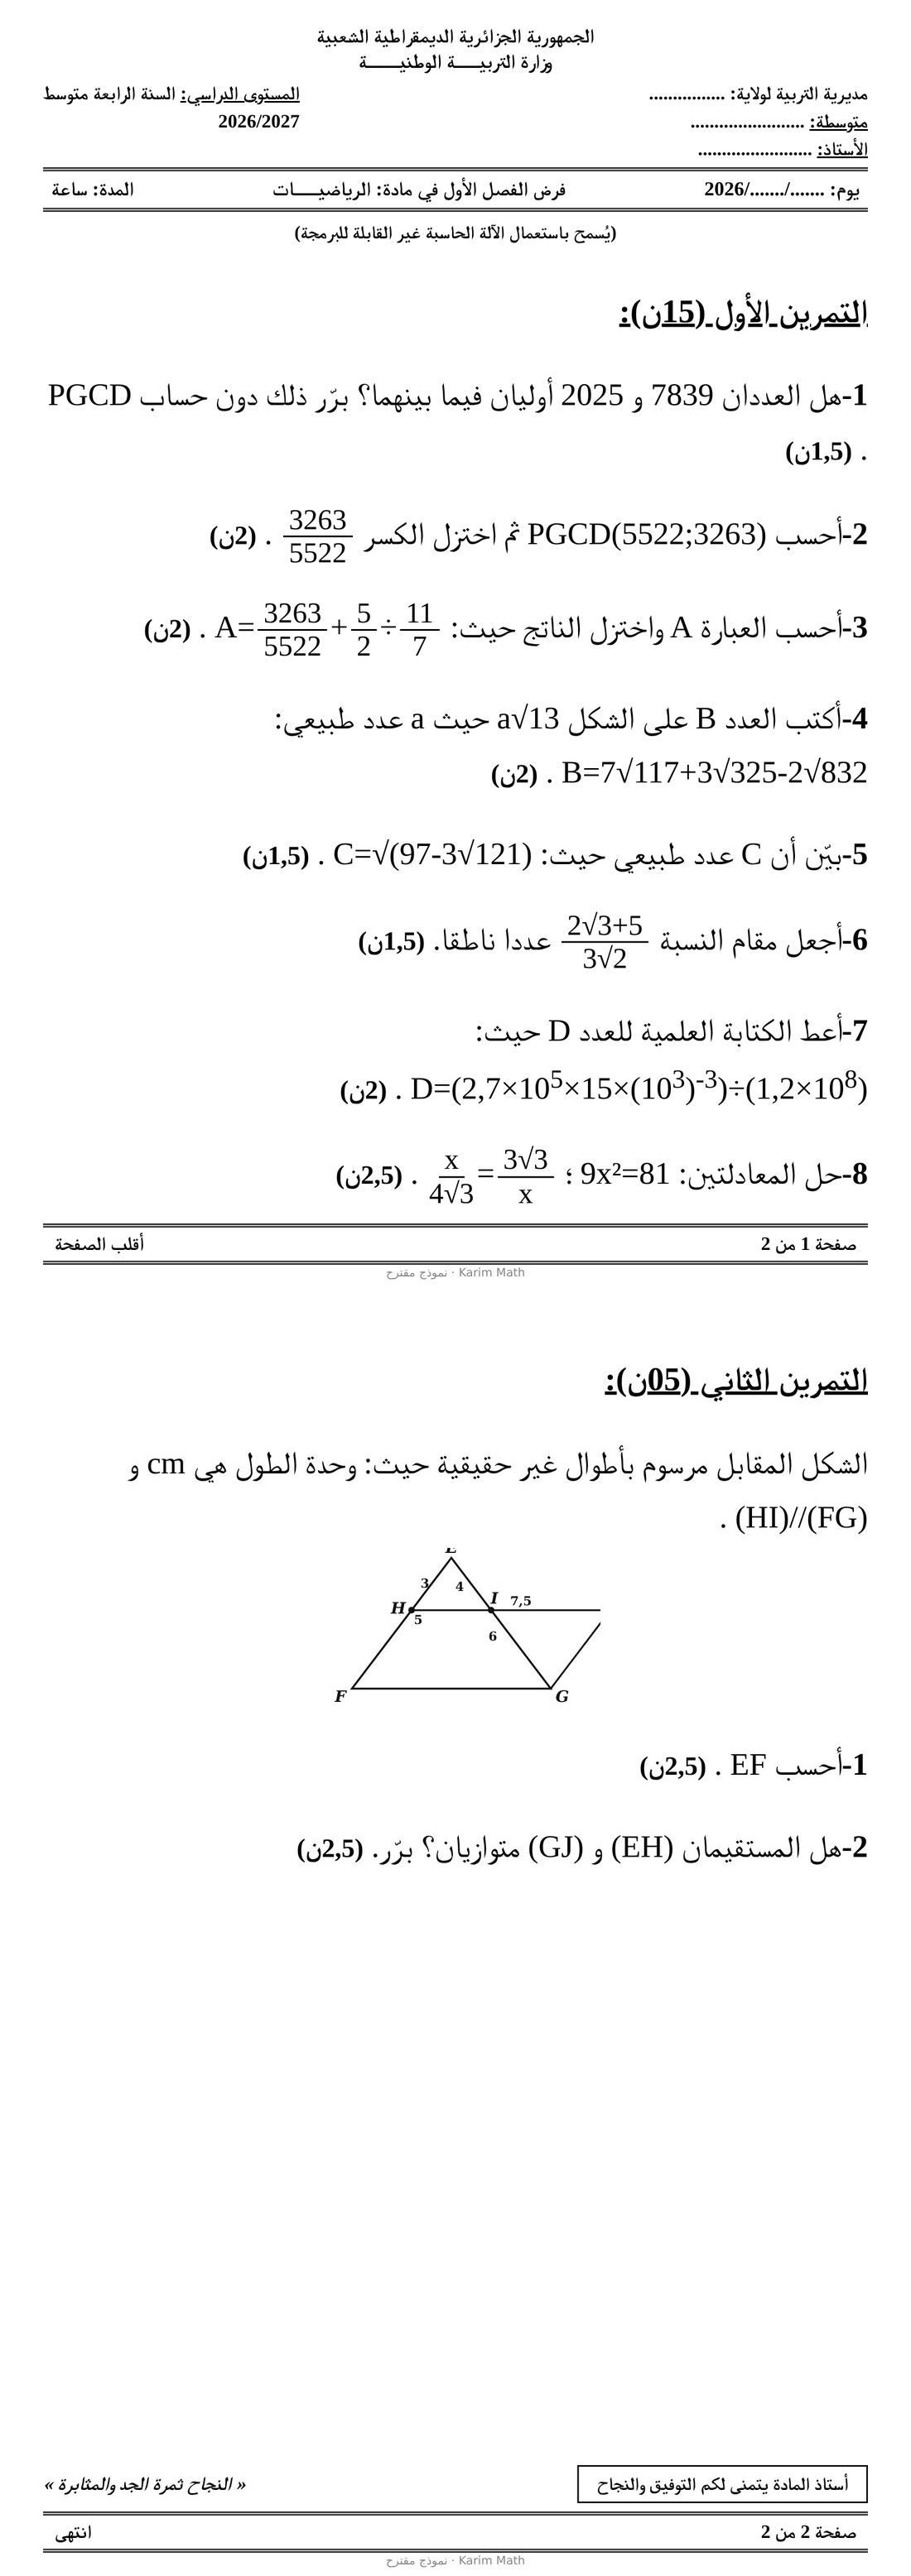 الجمهورية الجزائرية الديمقراطية الشعبية
وزارة التربيــــة الوطنيــــــة
مديرية التربية لولاية: ................
المستوى الدراسي: السنة الرابعة متوسط
متوسطة: ........................
2026/2027
الأستاذ: ........................
يوم: ......./......./2026
فرض الفصل الأول في مادة: الرياضيــــات
المدة: ساعة
(يُسمح باستعمال الآلة الحاسبة غير القابلة للبرمجة)
التمرين الأول (15ن):
1-هل العددان 7839 و 2025 أوليان فيما بينهما؟ برّر ذلك دون حساب PGCD
. (1,5ن)
2-أحسب PGCD(5522;3263) ثم اختزل الكسر 3263/5522 . (2ن)
3-أحسب العبارة A واختزل الناتج حيث: A=3263/5522+5/2÷11/7 . (2ن)
4-أكتب العدد B على الشكل a√13 حيث a عدد طبيعي:
B=7√117+3√325-2√832 . (2ن)
5-بيّن أن C عدد طبيعي حيث: C=√(97-3√121) . (1,5ن)
6-أجعل مقام النسبة 2√3+5/3√2 عددا ناطقا. (1,5ن)
7-أعط الكتابة العلمية للعدد D حيث:
D=(2,7×10⁵×15×(10³)⁻³)÷(1,2×10⁸) . (2ن)
8-حل المعادلتين: 9x²=81 ؛ x/4√3=3√3/x . (2,5ن)
صفحة 1 من 2
أقلب الصفحة
نموذج مقترح · Karim Math
التمرين الثاني (05ن):
الشكل المقابل مرسوم بأطوال غير حقيقية حيث: وحدة الطول هي cm و
(HI)//(FG) .
E
3
4
H
I
7,5
5
6
F
G
1-أحسب EF . (2,5ن)
2-هل المستقيمان (EH) و (GJ) متوازيان؟ برّر. (2,5ن)
أستاذ المادة يتمنى لكم التوفيق والنجاح
« النجاح ثمرة الجد والمثابرة »
صفحة 2 من 2
انتهى
نموذج مقترح · Karim Math